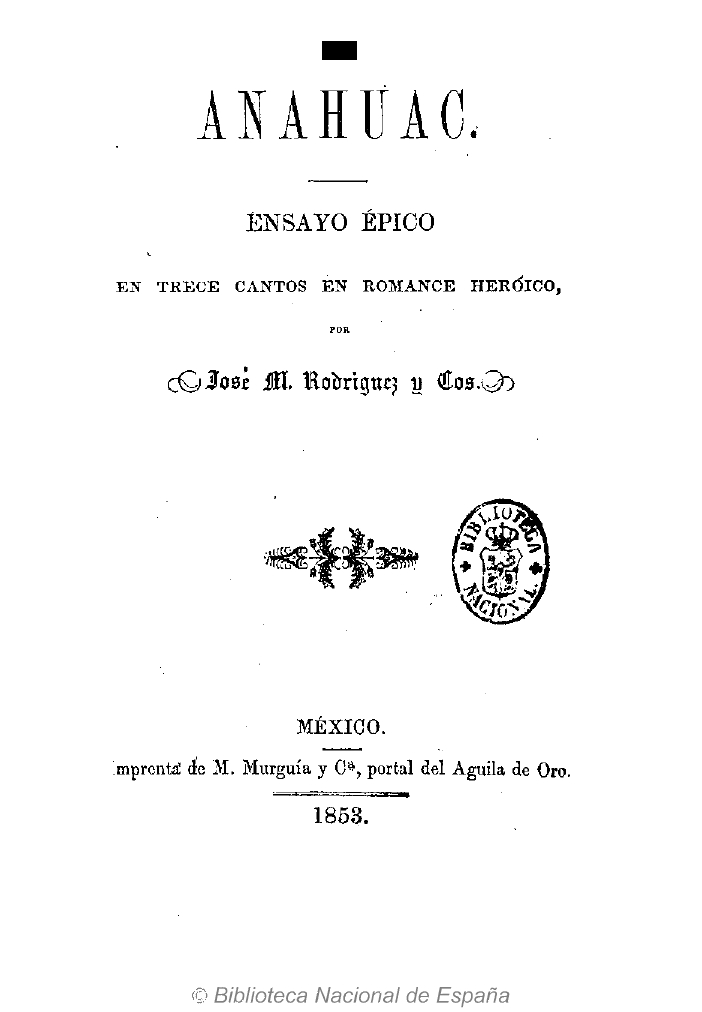 ANAHUAC.
ENSAYO ÉPICO
EN TRECE CANTOS EN ROMANCE HERÓICO,
POR
José M. Rodriguez y Cos.
BIBLIOTECA
NACIONAL.
MÉXICO.
mprenta de M. Murguía y Cª, portal del Aguila de Oro.
1853.
© Biblioteca Nacional de España